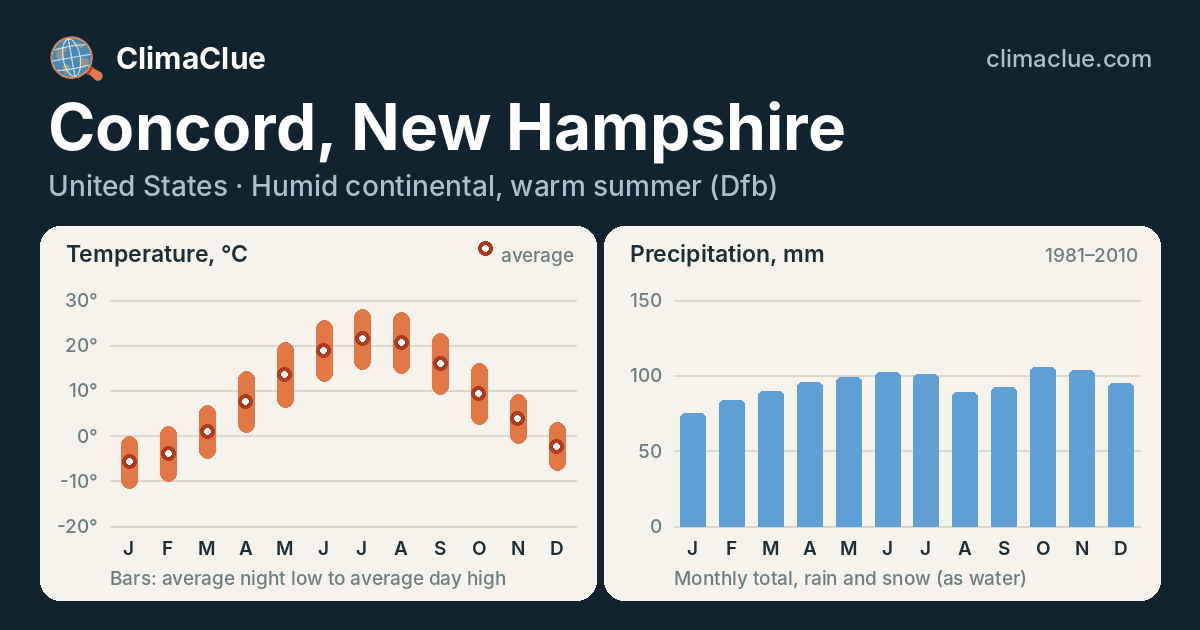 ClimaClue
climaclue.com
Concord, New Hampshire
United States · Humid continental, warm summer (Dfb)
Temperature, °C
average
30°
20°
10°
0°
-10°
-20°
J F M A M J J A S O N D
Bars: average night low to average day high
Precipitation, mm
1981–2010
150
100
50
0
J F M A M J J A S O N D
Monthly total, rain and snow (as water)